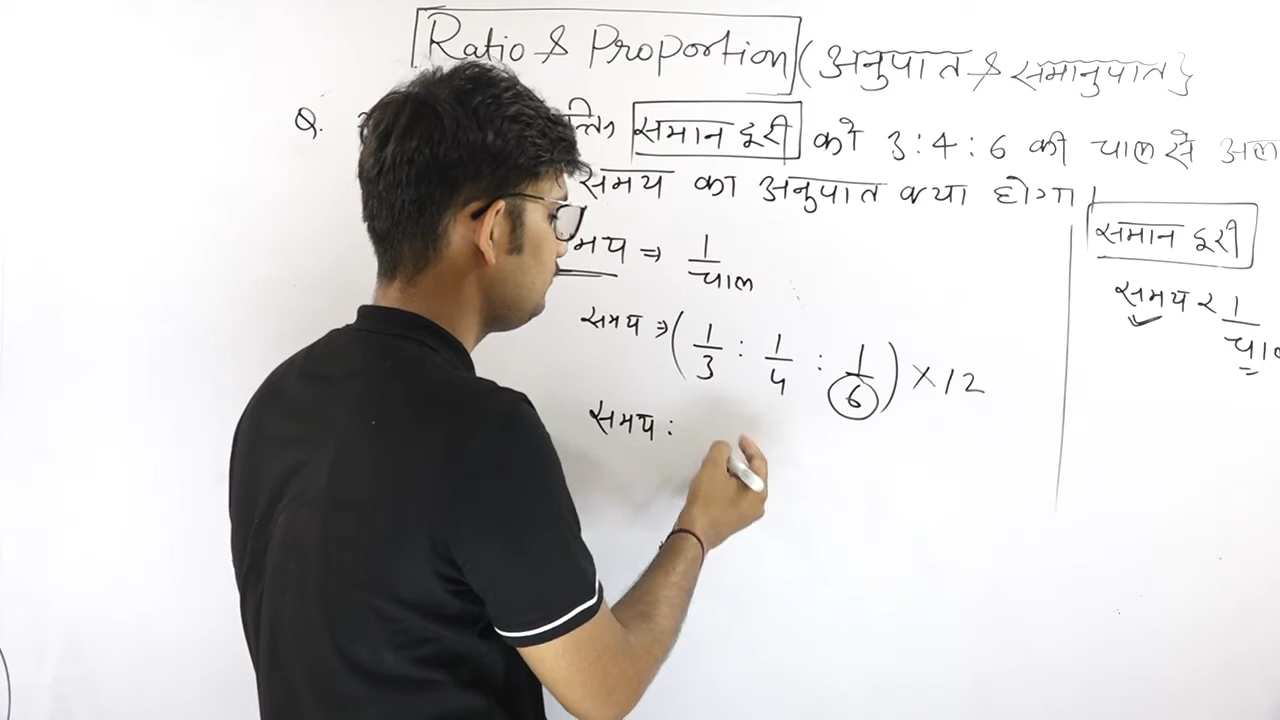 Ratio & Proportion (अनुपात & समानुपात)
Q. समान दूरी को 3:4:6 की चाल से
समय का अनुपात क्या होगा।
समय ⇒ 1/चाल
समय ⇒ (1/3 : 1/4 : 1/6) × 12
समय :
समान दूरी
समय ∝ 1/चाल